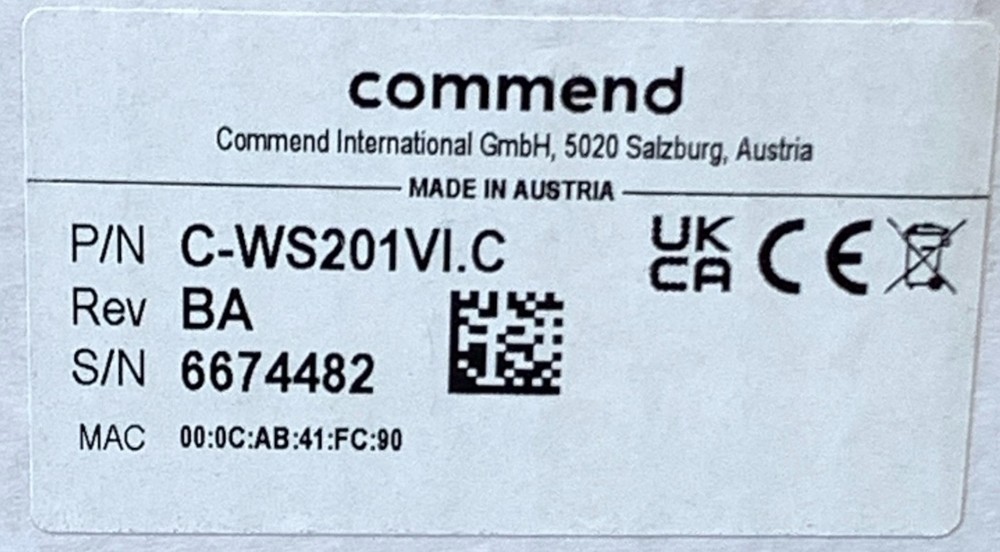 commend
Commend International GmbH, 5020 Salzburg, Austria
MADE IN AUSTRIA
P/N C-WS201VI.C
Rev BA
S/N 6674482
MAC 00:0C:AB:41:FC:90
UK
CA
CE